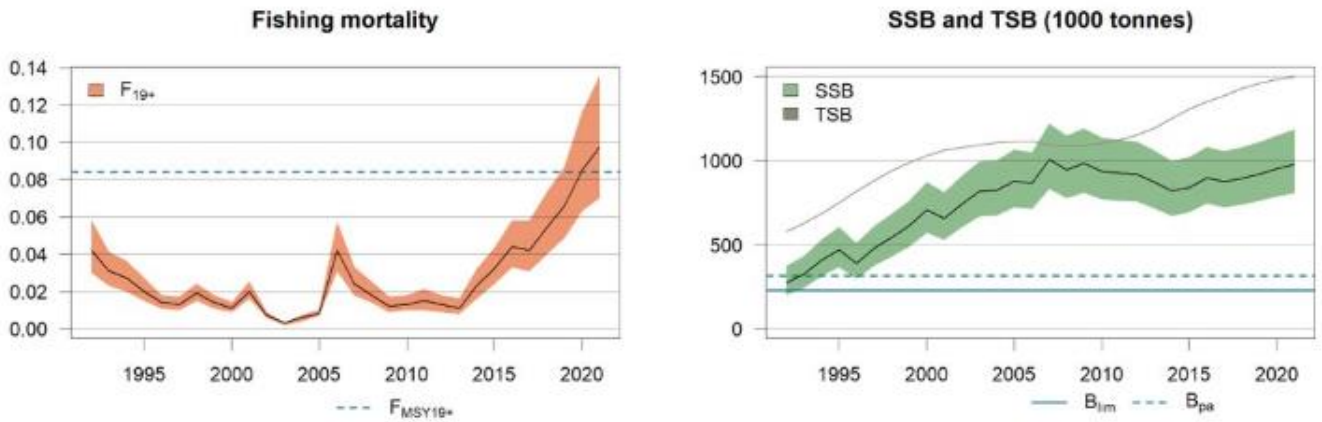 Fishing mortality
0.14
0.12
0.10
0.08
0.06
0.04
0.02
0.00
F19+
1995 2000 2005 2010 2015 2020
FMSY19+
SSB and TSB (1000 tonnes)
1500
1000
500
0
SSB
TSB
1995 2000 2005 2010 2015 2020
Blim Bpa